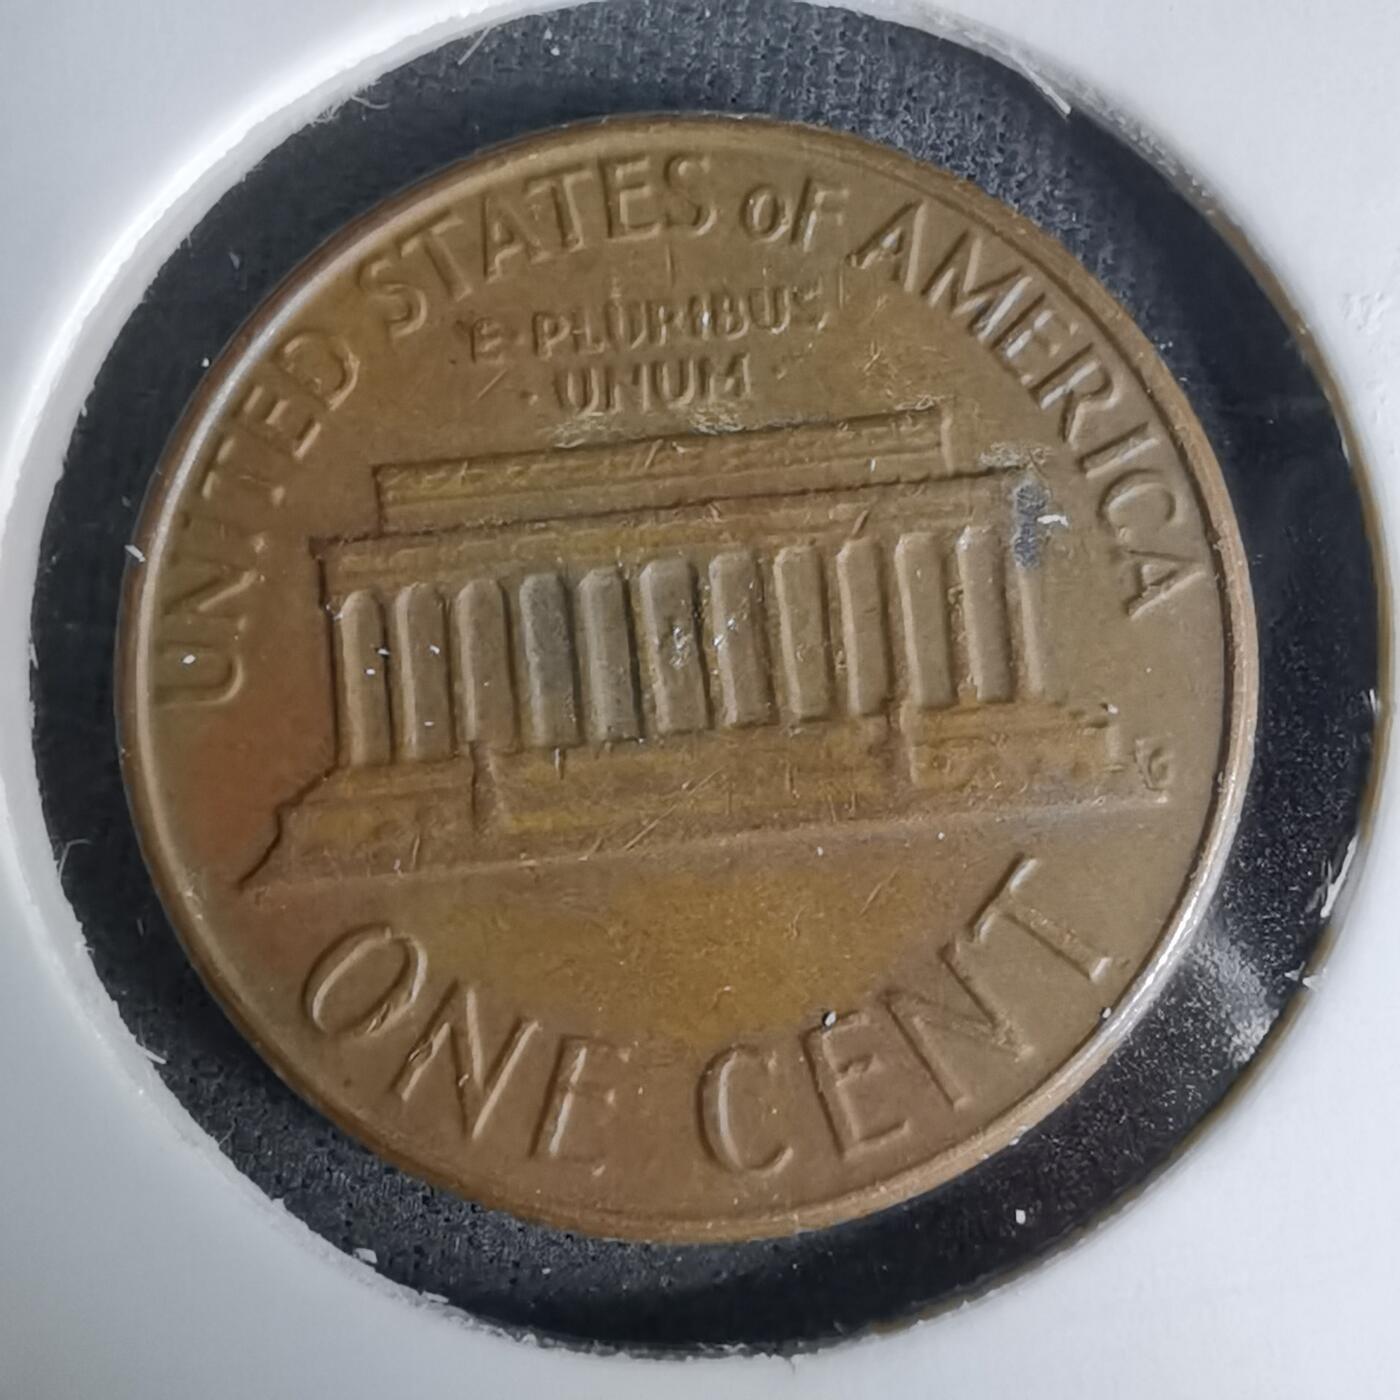 UNITED STATES OF AMERICA
E·PLURIBUS
·UNUM·
ONE CENT